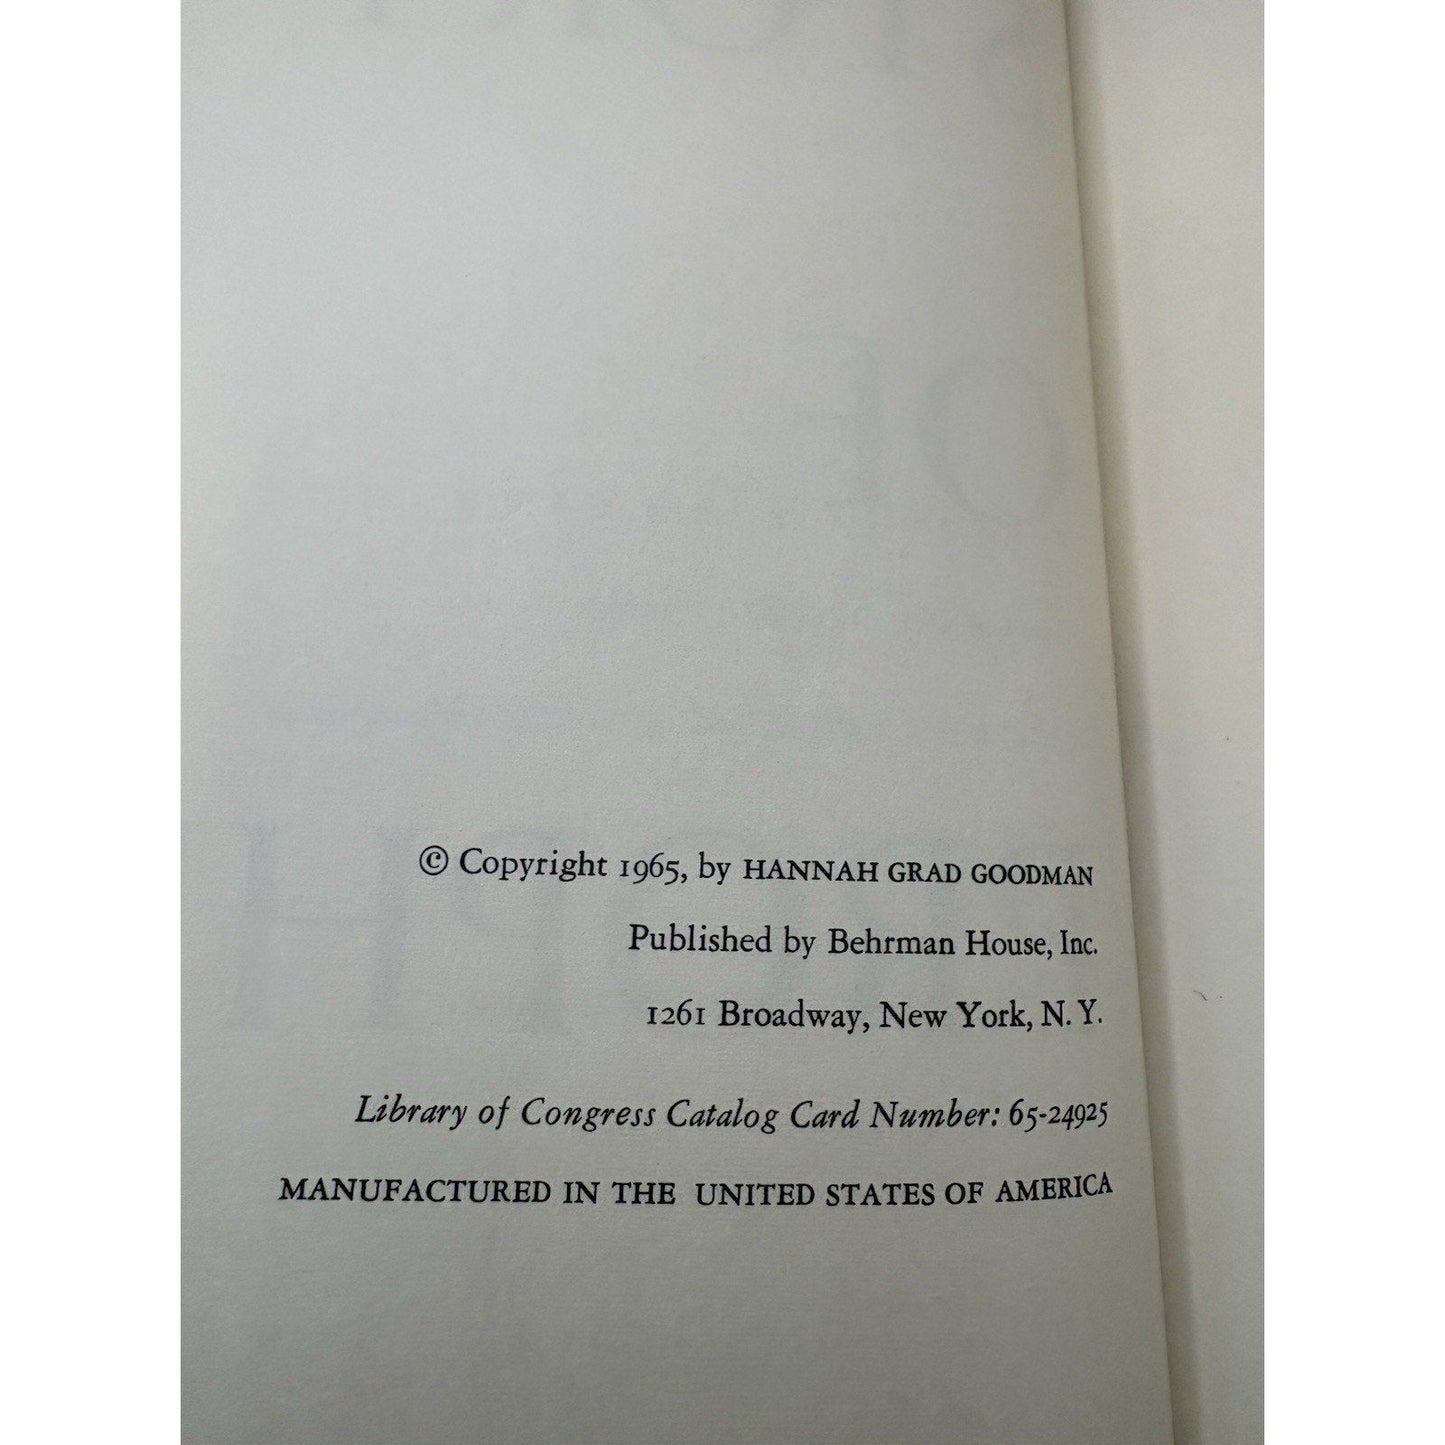 © Copyright 1965, by HANNAH GRAD GOODMAN
Published by Behrman House, Inc.
1261 Broadway, New York, N. Y.
Library of Congress Catalog Card Number: 65-24925
MANUFACTURED IN THE UNITED STATES OF AMERICA